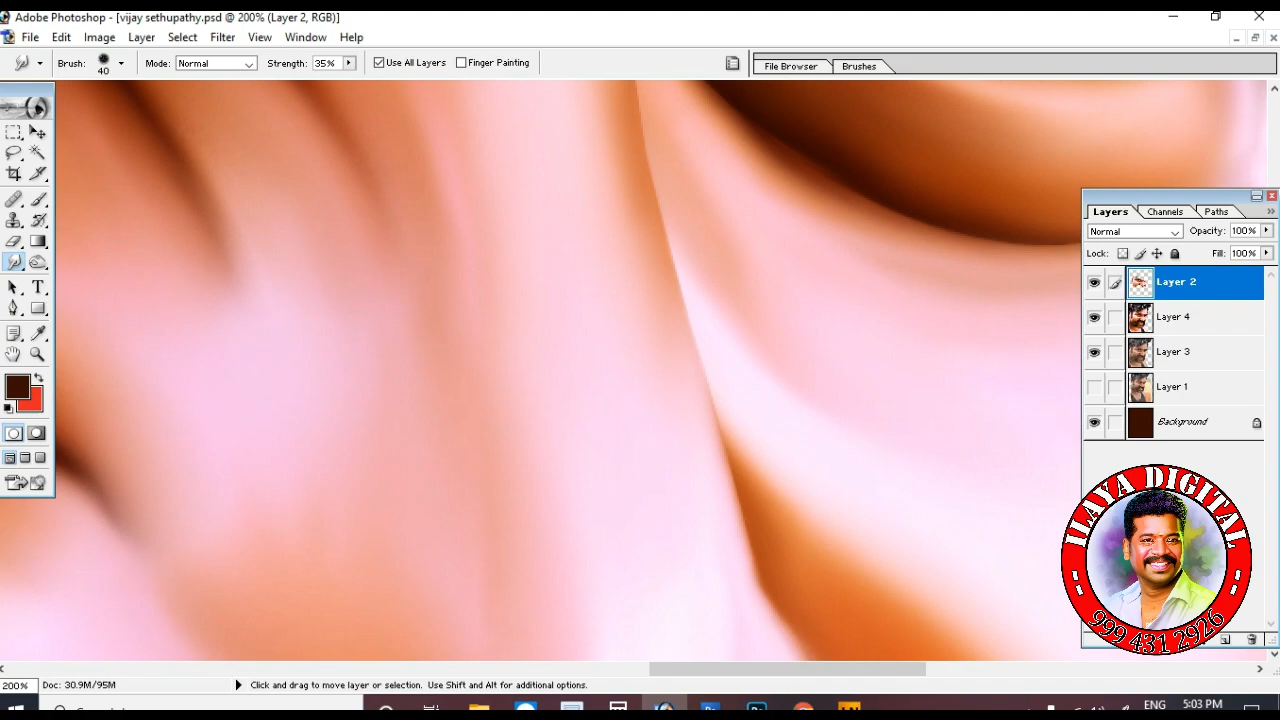 Adobe Photoshop - [vijay sethupathy.psd @ 200% (Layer 2, RGB)]
File Edit Image Layer Select Filter View Window Help
Brush: 40 Mode: Normal Strength: 35% Use All Layers Finger Painting File Browser Brushes
Layers Channels Paths
Normal Opacity: 100%
Lock: Fill: 100%
Layer 2
Layer 4
Layer 3
Layer 1
Background
ILAYA DIGITAL
999 431 2926
200% Doc: 30.9M/95M Click and drag to move layer or selection. Use Shift and Alt for additional options.
ENG 5:03 PM